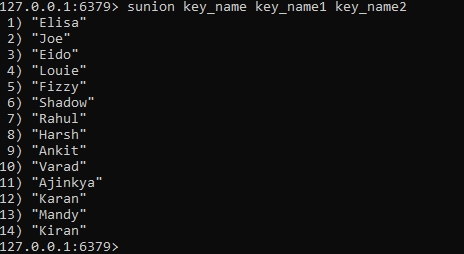 127.0.0.1:6379> sunion key_name key_name1 key_name2
1) "Elisa"
2) "Joe"
3) "Eido"
4) "Louie"
5) "Fizzy"
6) "Shadow"
7) "Rahul"
8) "Harsh"
9) "Ankit"
10) "Varad"
11) "Ajinkya"
12) "Karan"
13) "Mandy"
14) "Kiran"
127.0.0.1:6379>